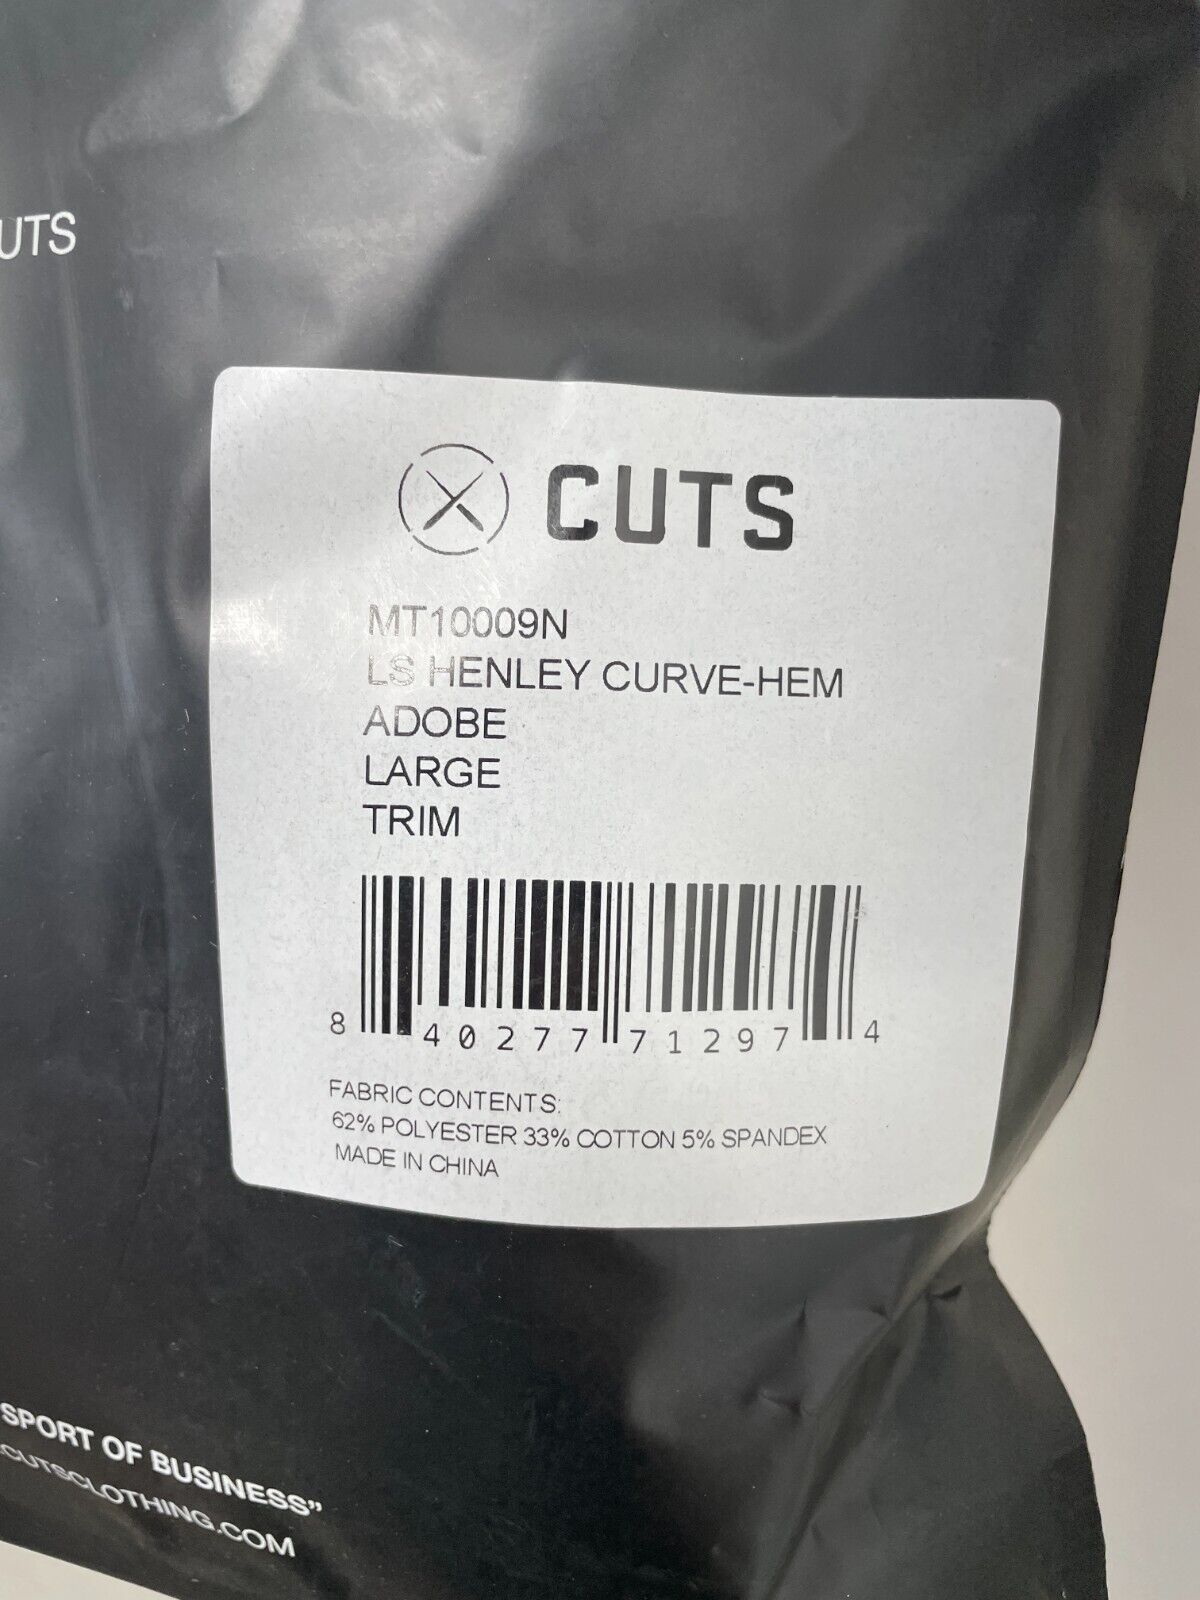 UTS
CUTS
MT10009N
LS HENLEY CURVE-HEM
ADOBE
LARGE
TRIM
8 40277 71297 4
FABRIC CONTENTS:
62% POLYESTER 33% COTTON 5% SPANDEX
MADE IN CHINA
SPORT OF BUSINESS”
.CUTSCLOTHING.COM